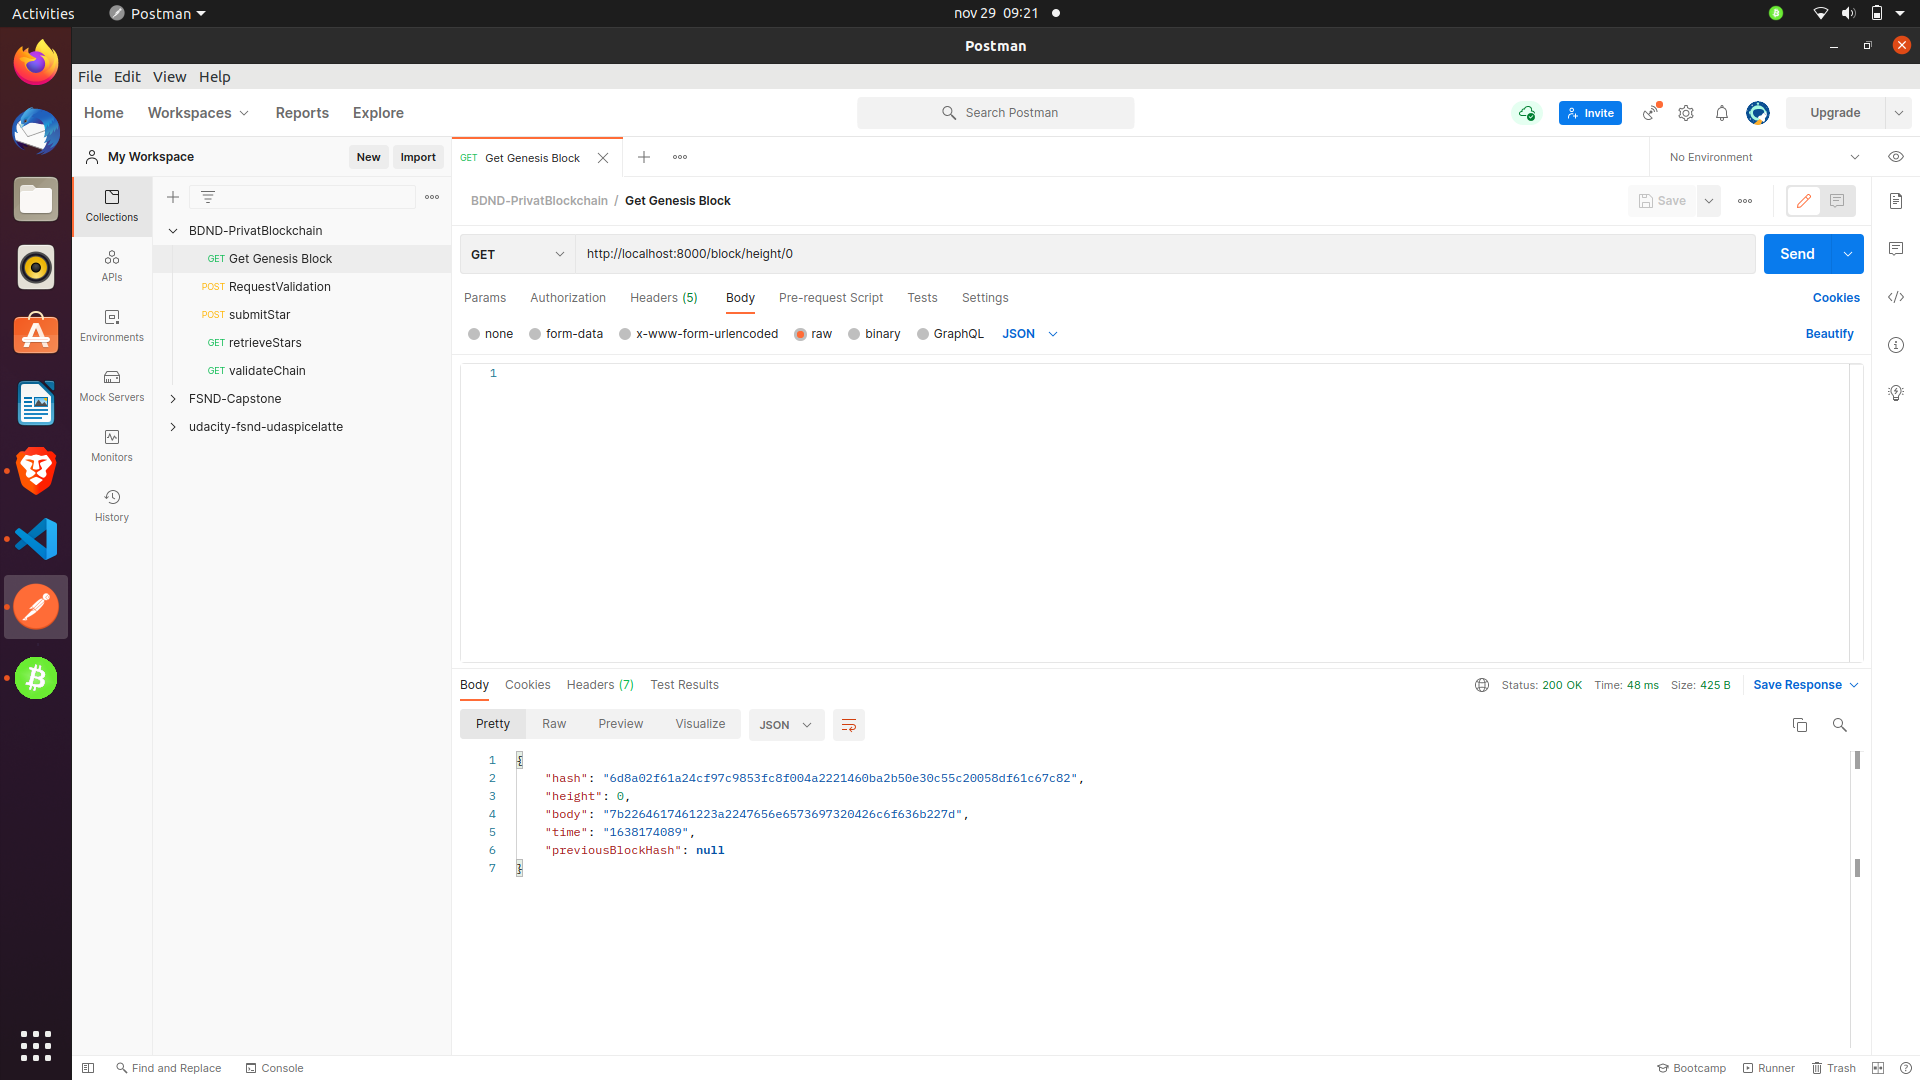 Activities
Postman
nov 29 09:21
Postman
File Edit View Help
Home
Workspaces
Reports
Explore
Search Postman
Invite
Upgrade
My Workspace
New
Import
GET Get Genesis Block
No Environment
Collections
APIs
Environments
Mock Servers
Monitors
History
BDND-PrivatBlockchain
GET Get Genesis Block
POST RequestValidation
POST submitStar
GET retrieveStars
GET validateChain
FSND-Capstone
udacity-fsnd-udaspicelatte
BDND-PrivatBlockchain / Get Genesis Block
Save
GET
http://localhost:8000/block/height/0
Send
Params
Authorization
Headers (5)
Body
Pre-request Script
Tests
Settings
Cookies
none
form-data
x-www-form-urlencoded
raw
binary
GraphQL
JSON
Beautify
1
Body
Cookies
Headers (7)
Test Results
Status: 200 OK
Time: 48 ms
Size: 425 B
Save Response
Pretty
Raw
Preview
Visualize
JSON
1 {
2 "hash": "6d8a02f61a24cf97c9853fc8f004a2221460ba2b50e30c55c20058df61c67c82",
3 "height": 0,
4 "body": "7b2264617461223a2247656e6573697320426c6f636b227d",
5 "time": "1638174089",
6 "previousBlockHash": null
7 }
Find and Replace
Console
Bootcamp
Runner
Trash